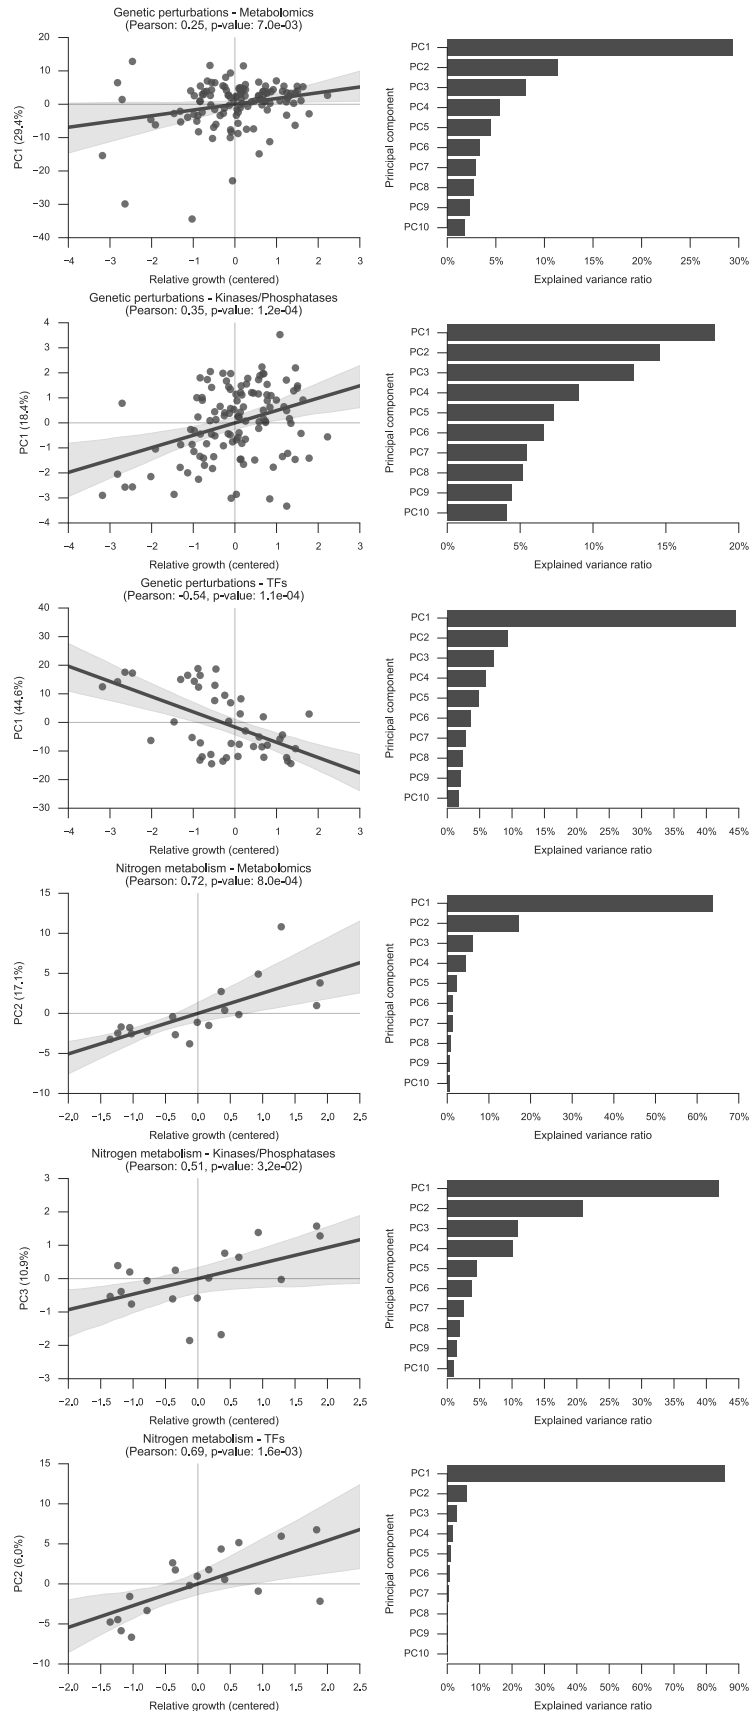 Genetic perturbations - Metabolomics
(Pearson: 0.25, p-value: 7.0e-03)
20
10
0
−10
−20
−30
−40
PC1 (29.4%)
−4 −3 −2 −1 0 1 2 3
Relative growth (centered)
Principal component
PC1
PC2
PC3
PC4
PC5
PC6
PC7
PC8
PC9
PC10
0% 5% 10% 15% 20% 25% 30%
Explained variance ratio
Genetic perturbations - Kinases/Phosphatases
(Pearson: 0.35, p-value: 1.2e-04)
4
3
2
1
0
−1
−2
−3
−4
PC1 (18.4%)
−4 −3 −2 −1 0 1 2 3
Relative growth (centered)
Principal component
PC1
PC2
PC3
PC4
PC5
PC6
PC7
PC8
PC9
PC10
0% 5% 10% 15% 20%
Explained variance ratio
Genetic perturbations - TFs
(Pearson: -0.54, p-value: 1.1e-04)
40
30
20
10
0
−10
−20
−30
PC1 (44.6%)
−4 −3 −2 −1 0 1 2 3
Relative growth (centered)
Principal component
PC1
PC2
PC3
PC4
PC5
PC6
PC7
PC8
PC9
PC10
0% 5% 10% 15% 20% 25% 30% 35% 40% 45%
Explained variance ratio
Nitrogen metabolism - Metabolomics
(Pearson: 0.72, p-value: 8.0e-04)
15
10
5
0
−5
−10
PC2 (17.1%)
−2.0 −1.5 −1.0 −0.5 0.0 0.5 1.0 1.5 2.0 2.5
Relative growth (centered)
Principal component
PC1
PC2
PC3
PC4
PC5
PC6
PC7
PC8
PC9
PC10
0% 10% 20% 30% 40% 50% 60% 70%
Explained variance ratio
Nitrogen metabolism - Kinases/Phosphatases
(Pearson: 0.51, p-value: 3.2e-02)
3
2
1
0
−1
−2
−3
PC3 (10.9%)
−2.0 −1.5 −1.0 −0.5 0.0 0.5 1.0 1.5 2.0 2.5
Relative growth (centered)
Principal component
PC1
PC2
PC3
PC4
PC5
PC6
PC7
PC8
PC9
PC10
0% 5% 10% 15% 20% 25% 30% 35% 40% 45%
Explained variance ratio
Nitrogen metabolism - TFs
(Pearson: 0.69, p-value: 1.6e-03)
15
10
5
0
−5
−10
PC2 (6.0%)
−2.0 −1.5 −1.0 −0.5 0.0 0.5 1.0 1.5 2.0 2.5
Relative growth (centered)
Principal component
PC1
PC2
PC3
PC4
PC5
PC6
PC7
PC8
PC9
PC10
0% 10% 20% 30% 40% 50% 60% 70% 80% 90%
Explained variance ratio